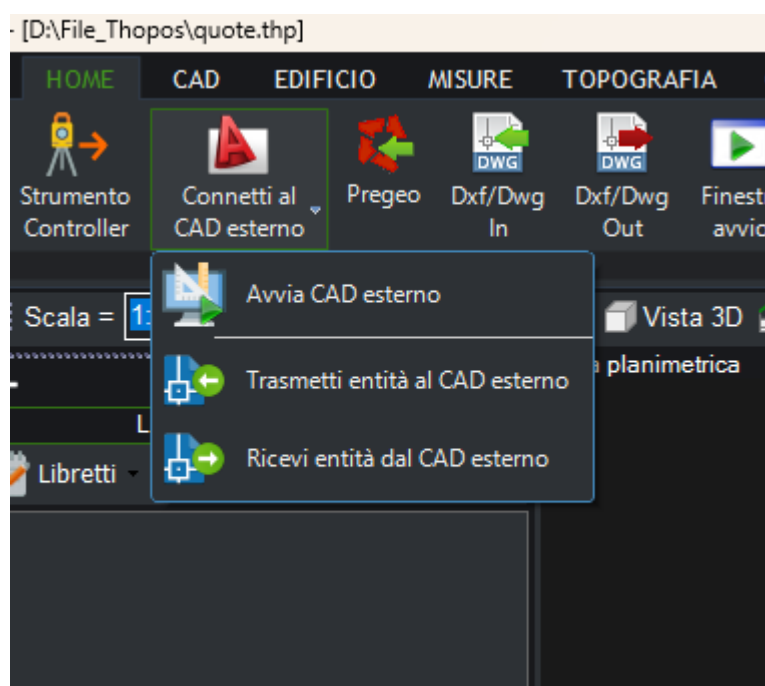 - [D:\File_Thopos\quote.thp]
HOME CAD EDIFICIO MISURE TOPOGRAFIA
DWG DWG
Strumento Connetti al Pregeo Dxf/Dwg Dxf/Dwg
Controller CAD esterno In Out
Avvia CAD esterno
Scala = Vista 3D
Trasmetti entità al CAD esterno planimetrica
L
Ricevi entità dal CAD esterno
Libretti